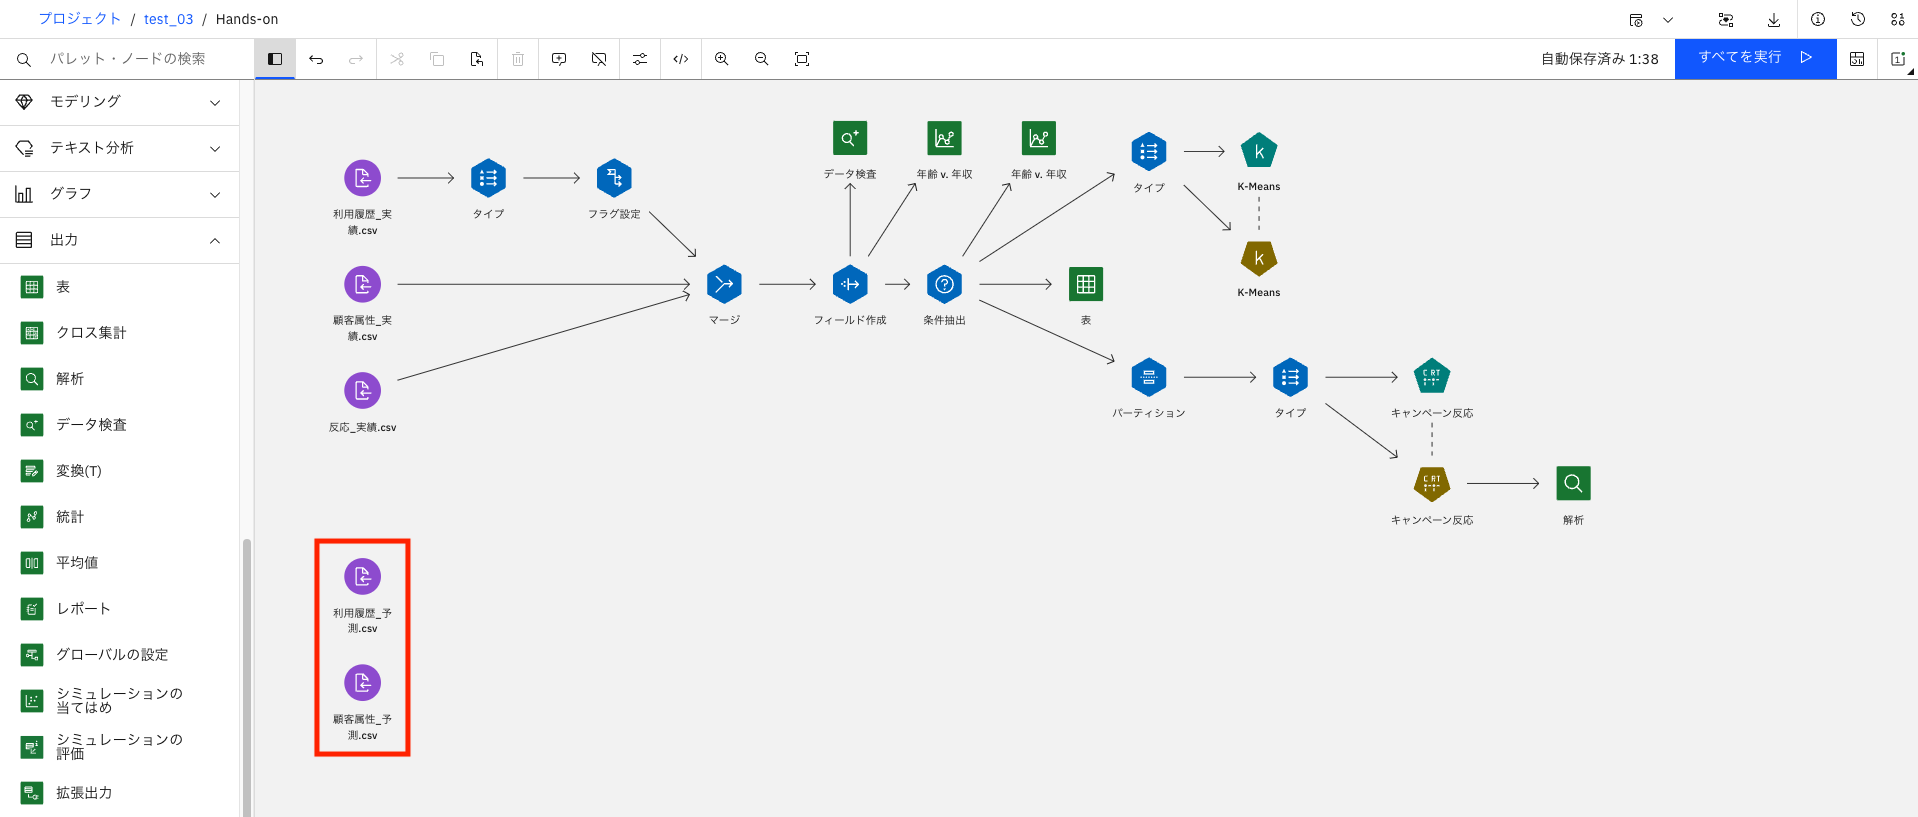 プロジェクト / test_03 / Hands-on
パレット・ノードの検索
自動保存済み 1:38
すべてを実行
モデリング
テキスト分析
グラフ
出力
表
クロス集計
解析
データ検査
変換(T)
統計
平均値
レポート
グローバルの設定
シミュレーションの
当てはめ
シミュレーションの
評価
拡張出力
利用履歴_実
績.csv
タイプ
フラグ設定
データ検査
年齢 v. 年収
年齢 v. 年収
タイプ
k
K-Means
k
K-Means
顧客属性_実
績.csv
マージ
フィールド作成
条件抽出
表
反応_実績.csv
パーティション
タイプ
C RT
キャンペーン反応
C RT
キャンペーン反応
解析
利用履歴_予
測.csv
顧客属性_予
測.csv